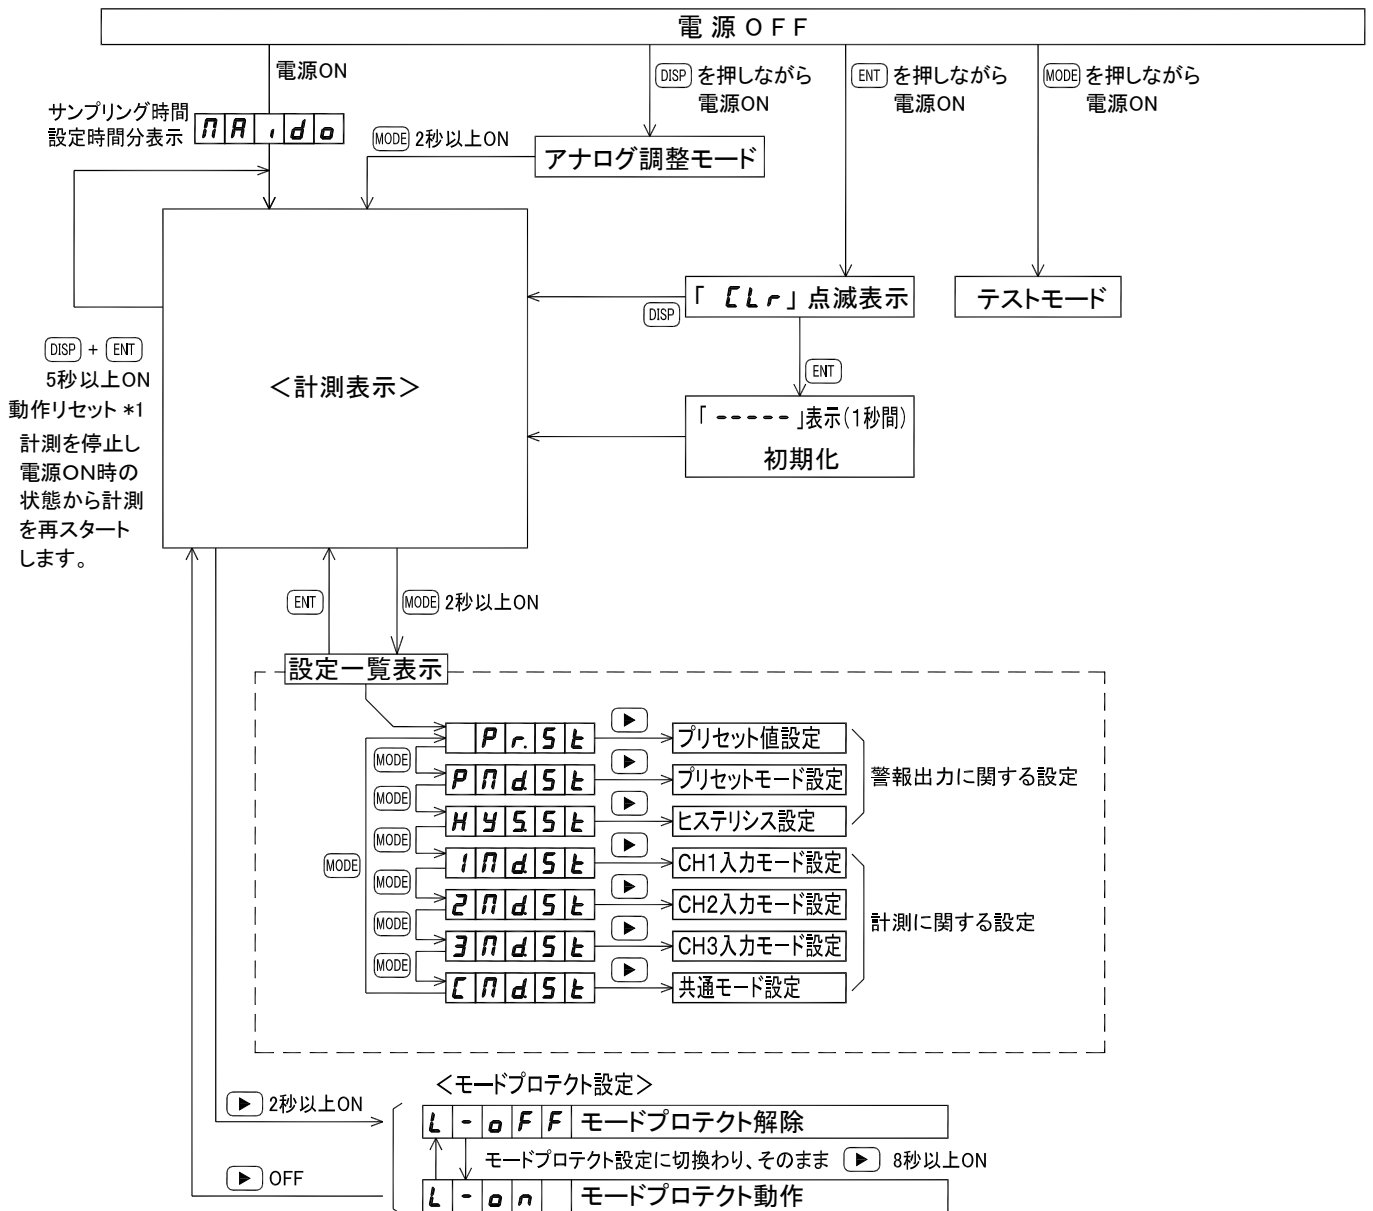 電源OFF
電源ON
DISP を押しながら
電源ON
ENT を押しながら
電源ON
MODE を押しながら
電源ON
サンプリング時間
設定時間分表示
MODE 2秒以上ON
アナログ調整モード
「 CLr」点滅表示
テストモード
DISP
DISP + ENT
5秒以上ON
動作リセット *1
計測を停止し
電源ON時の
状態から計測
を再スタート
します。
<計測表示>
ENT
「 ----- 」表示(1秒間)
初期化
ENT
MODE 2秒以上ON
設定一覧表示
Pr.St
プリセット値設定
MODE
プリセットモード設定
警報出力に関する設定
MODE
HYS.St
ヒステリシス設定
MODE
MODE
CH1入力モード設定
MODE
CH2入力モード設定
計測に関する設定
MODE
CH3入力モード設定
MODE
共通モード設定
<モードプロテクト設定>
▶ 2秒以上ON
L-oFF モードプロテクト解除
モードプロテクト設定に切換わり、そのまま ▶ 8秒以上ON
▶ OFF
L-on モードプロテクト動作